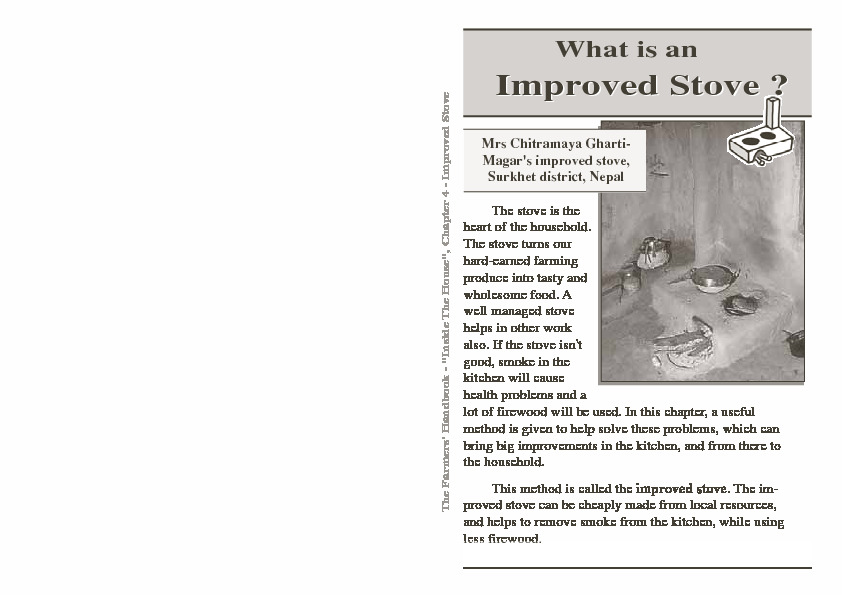 What is an
Improved Stove ?
Mrs Chitramaya Gharti-
Magar's improved stove,
Surkhet district, Nepal
The stove is the
heart of the household.
The stove turns our
hard-earned farming
produce into tasty and
wholesome food. A
well managed stove
helps in other work
also. If the stove isn't
good, smoke in the
kitchen will cause
health problems and a
lot of firewood will be used. In this chapter, a useful
method is given to help solve these problems, which can
bring big improvements in the kitchen, and from there to
the household.
This method is called the improved stove. The im-
proved stove can be cheaply made from local resources,
and helps to remove smoke from the kitchen, while using
less firewood.
The Farmers' Handbook - "Inside The House", Chapter 4 - Improved Stove